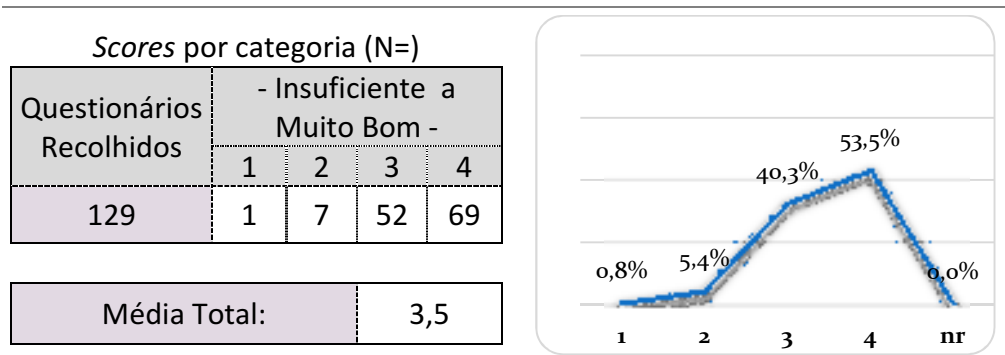 Scores por categoria (N=)
Questionários Recolhidos
- Insuficiente a
Muito Bom -
1 2 3 4
129 1 7 52 69
Média Total: 3,5
53,5%
40,3%
0,8% 5,4% 0,0%
1 2 3 4 nr